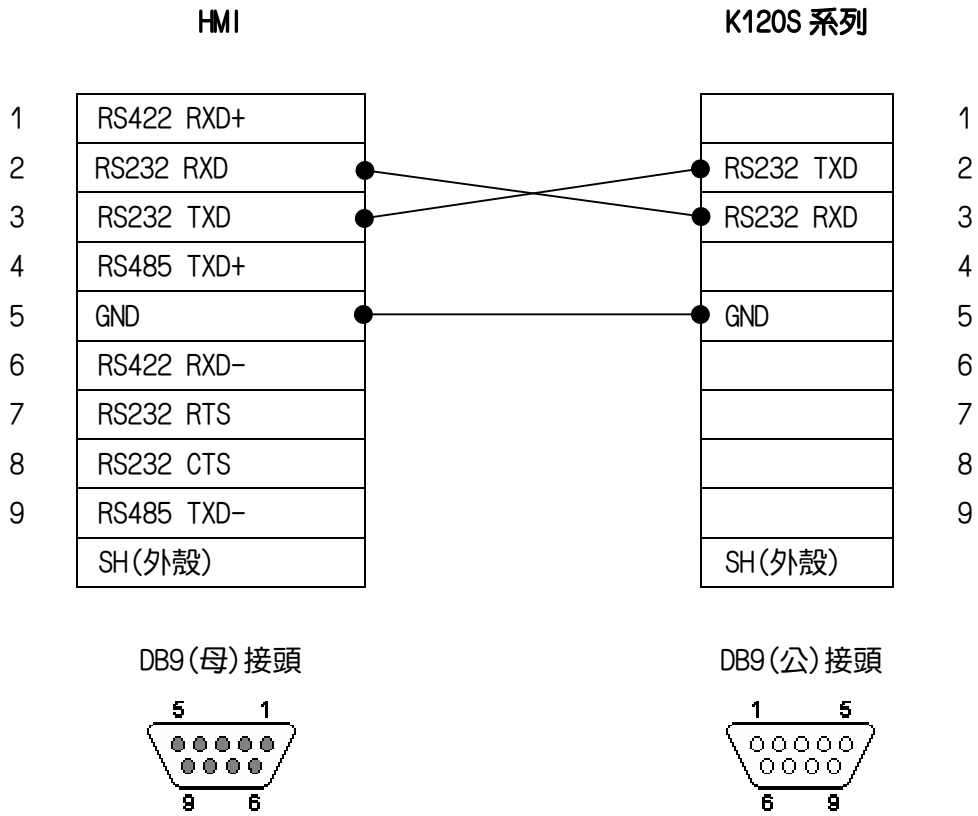 HMI K120S 系列
1 RS422 RXD+ 1
2 RS232 RXD RS232 TXD 2
3 RS232 TXD RS232 RXD 3
4 RS485 TXD+ 4
5 GND GND 5
6 RS422 RXD- 6
7 RS232 RTS 7
8 RS232 CTS 8
9 RS485 TXD- 9
SH(外殼) SH(外殼)
DB9(母)接頭 DB9(公)接頭
5 1 1 5
9 6 6 9